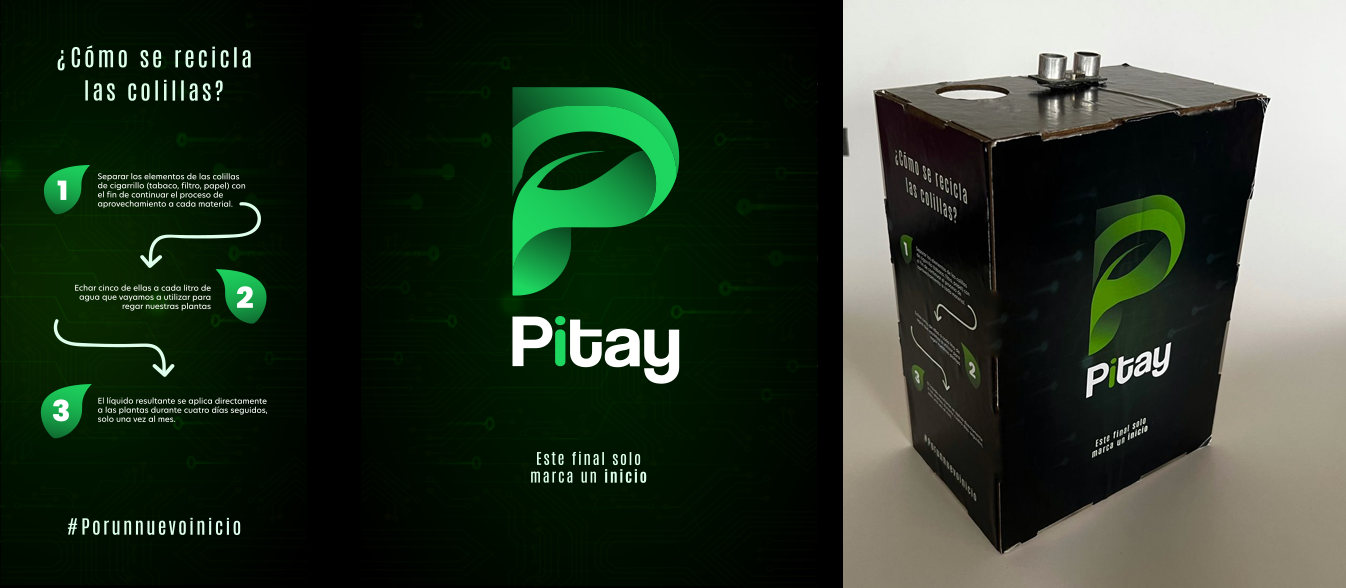 ¿Cómo se recicla
las colillas?
1
Separar los elementos de las colillas
de cigarrillo (tabaco, filtro, papel) con
el fin de continuar el proceso de
aprovechamiento a cada material.
Echar cinco de ellas a cada litro de
agua que vayamos a utilizar para
regar nuestras plantas
2
3
El líquido resultante se aplica directamente
a las plantas durante cuatro días seguidos,
solo una vez al mes.
#Porunnuevoinicio
Pitay
Este final solo
marca un inicio
¿Cómo se recicla
las colillas?
1
2
3
#Porunnuevoinicio
Pitay
Este final solo
marca un inicio